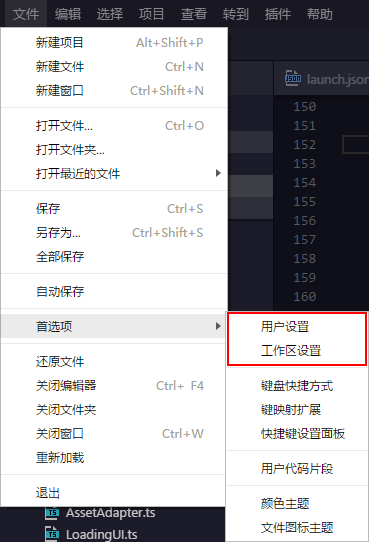 文件 编辑 选择 项目 查看 转到 插件 帮助
新建项目 Alt+Shift+P
新建文件 Ctrl+N
新建窗口 Ctrl+Shift+N
打开文件... Ctrl+O
打开文件夹...
打开最近的文件
保存 Ctrl+S
另存为... Ctrl+Shift+S
全部保存
自动保存
首选项
还原文件
关闭编辑器 Ctrl+ F4
关闭文件夹
关闭窗口 Ctrl+W
重新加载
退出
用户设置
工作区设置
键盘快捷方式
键映射扩展
快捷键设置面板
用户代码片段
颜色主题
文件图标主题
JSON launch.json
150
151
152
153
154
155
156
157
158
159
160
TS AssetAdapter.ts
TS LoadingUI.ts